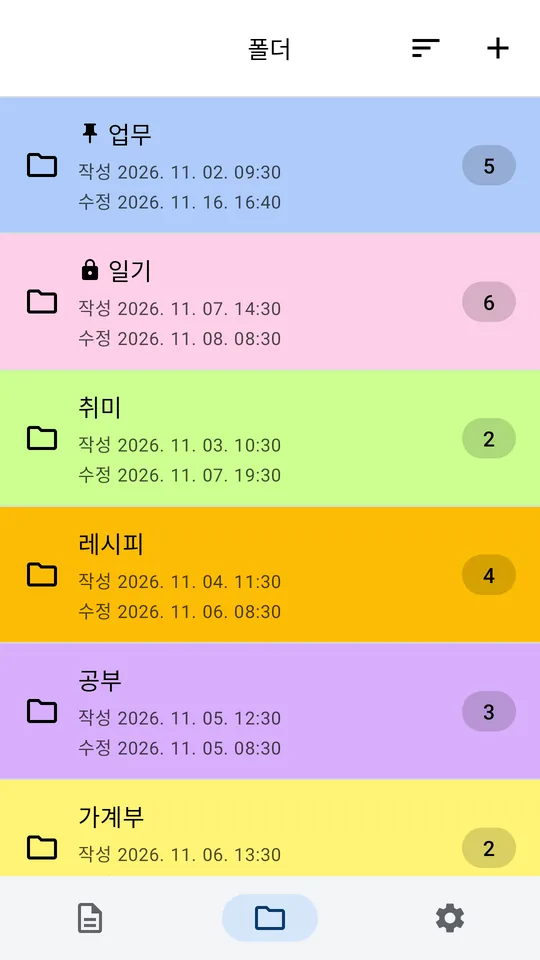 폴더
업무
작성 2026. 11. 02. 09:30
수정 2026. 11. 16. 16:40
5
일기
작성 2026. 11. 07. 14:30
수정 2026. 11. 08. 08:30
6
취미
작성 2026. 11. 03. 10:30
수정 2026. 11. 07. 19:30
2
레시피
작성 2026. 11. 04. 11:30
수정 2026. 11. 06. 08:30
4
공부
작성 2026. 11. 05. 12:30
수정 2026. 11. 05. 08:30
3
가계부
작성 2026. 11. 06. 13:30
2